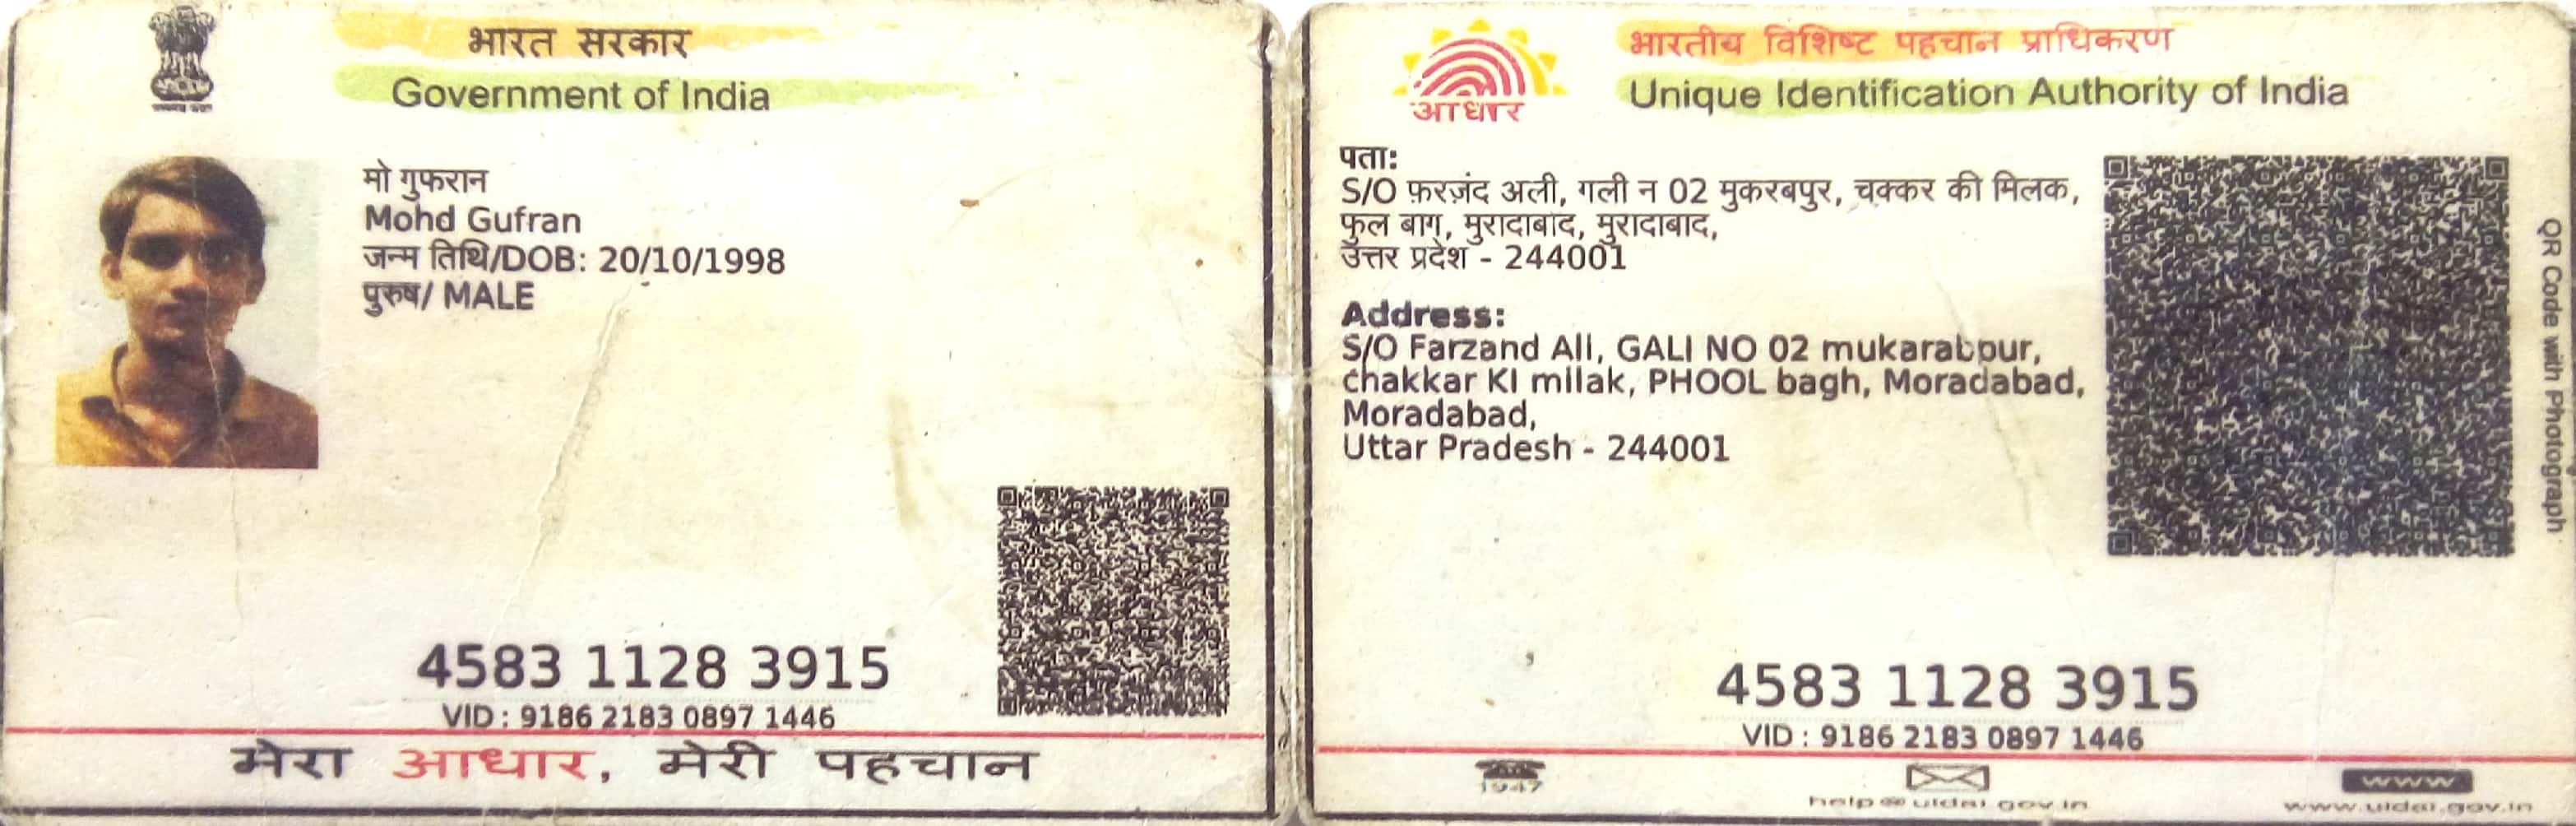 भारत सरकार
Government of India
मो गुफरान
Mohd Gufran
जन्म तिथि/DOB: 20/10/1998
पुरुष/ MALE
4583 1128 3915
VID : 9186 2183 0897 1446
मेरा आधार, मेरी पहचान
भारतीय विशिष्ट पहचान प्राधिकरण
Unique Identification Authority of India
आधार
पता:
S/O फ़रज़ंद अली, गली न 02 मुकरबपुर, चक्कर की मिलक,
फुल बाग, मुरादाबाद, मुरादाबाद,
उत्तर प्रदेश - 244001
Address:
S/O Farzand Ali, GALI NO 02 mukarabpur,
chakkar KI milak, PHOOL bagh, Moradabad,
Moradabad,
Uttar Pradesh - 244001
QR Code with Photograph
4583 1128 3915
VID : 9186 2183 0897 1446
1947
help@uidai.gov.in
www
www.uidai.gov.in